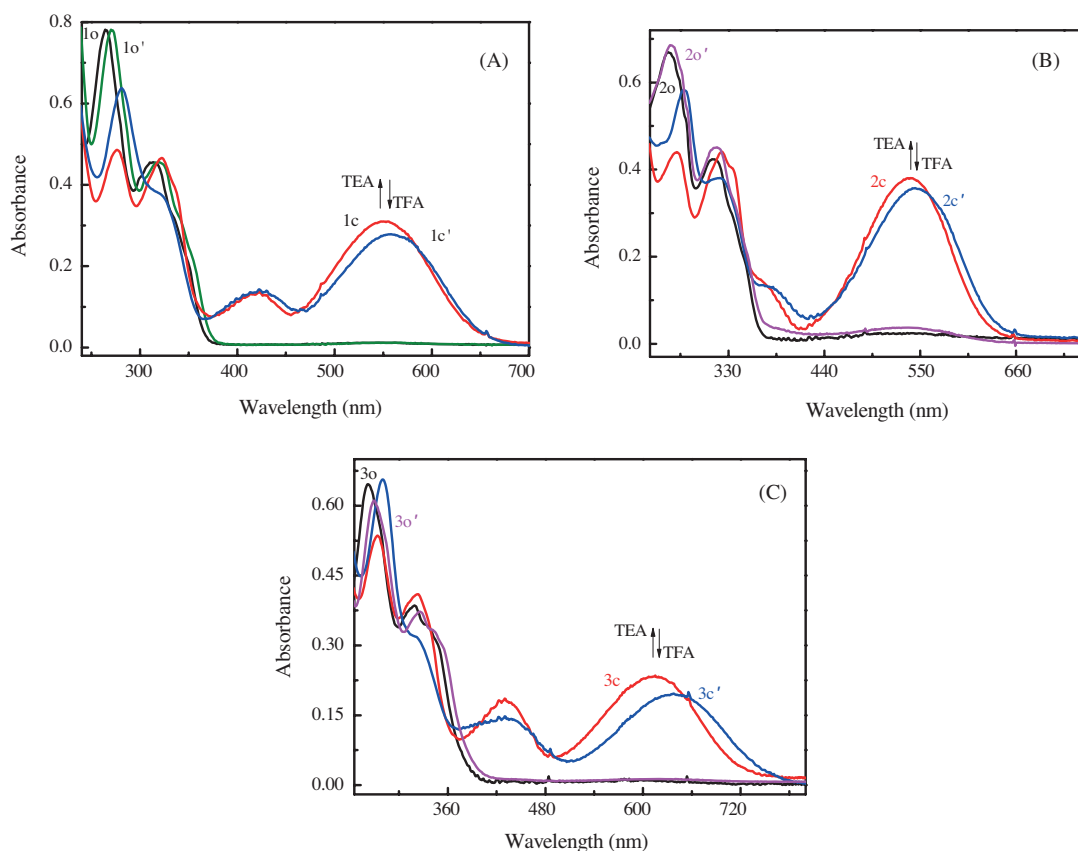 (A)
1o
1o'
TEA
TFA
1c
1c'
0.8
0.6
0.4
0.2
0.0
Absorbance
300 400 500 600 700
Wavelength (nm)
(B)
2o'
2o
TEA
TFA
2c
2c'
0.6
0.4
0.2
0.0
Absorbance
330 440 550 660
Wavelength (nm)
(C)
3o
3o'
TEA
TFA
3c
3c'
0.60
0.45
0.30
0.15
0.00
Absorbance
360 480 600 720
Wavelength (nm)